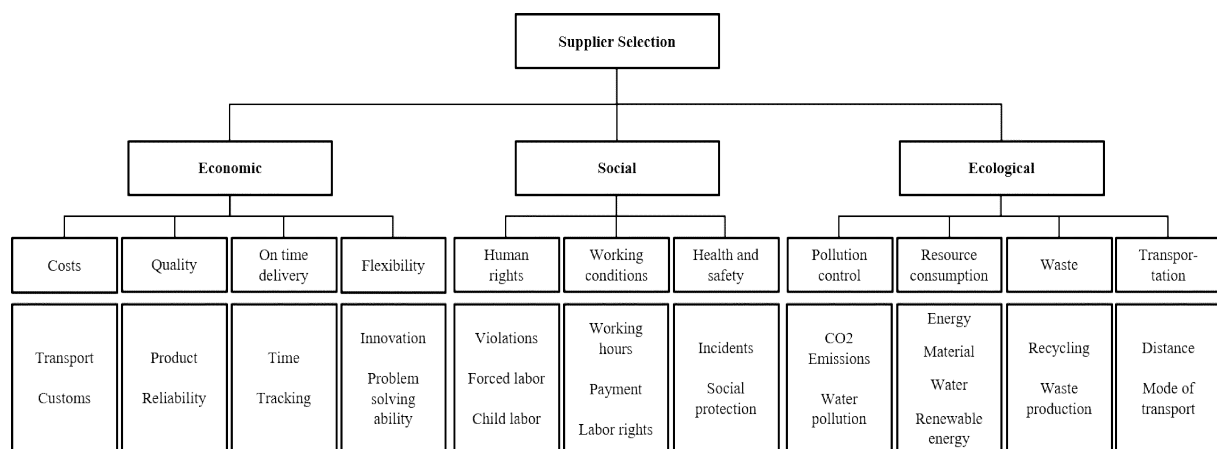 Supplier Selection
Economic
Social
Ecological
Costs
Quality
On time
delivery
Flexibility
Human
rights
Working
conditions
Health and
safety
Pollution
control
Resource
consumption
Waste
Transpor-
tation
Transport
Customs
Product
Reliability
Time
Tracking
Innovation
Problem
solving
ability
Violations
Forced labor
Child labor
Working
hours
Payment
Labor rights
Incidents
Social
protection
CO2
Emissions
Water
pollution
Energy
Material
Water
Renewable
energy
Recycling
Waste
production
Distance
Mode of
transport